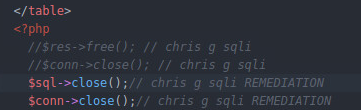 </table>
<?php
//$res->free(); // chris g sqli
//$conn->close(); // chris g sqli
$sql->close();// chris g sqli REMEDIATION
$conn->close();// chris g sqli REMEDIATION